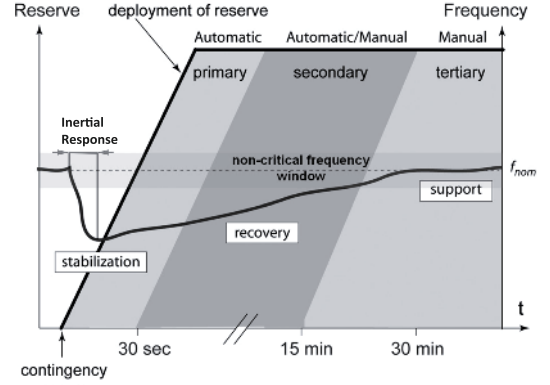 Reserve
deployment of reserve
Frequency
Automatic
Automatic/Manual
Manual
primary
secondary
tertiary
Inertial
Response
non-critical frequency
window
f_nom
support
recovery
stabilization
t
30 sec
15 min
30 min
contingency